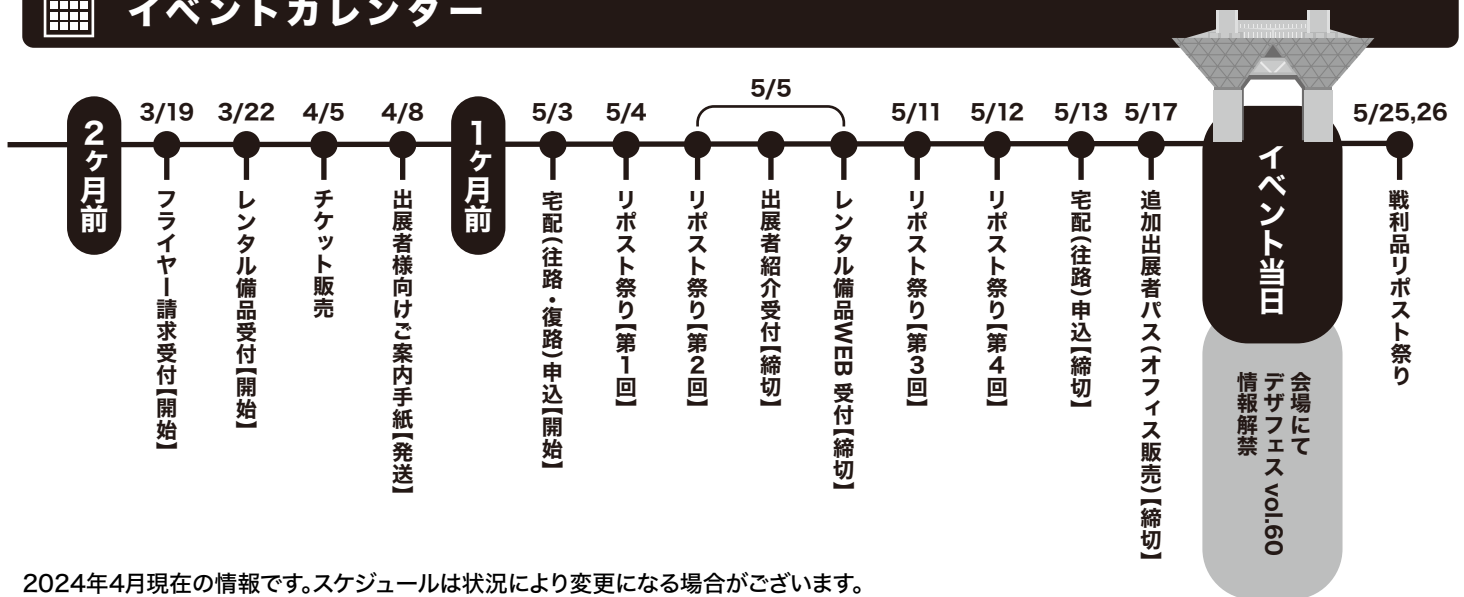 イベントカレンダー
2ヶ月前
3/19
フライヤー請求受付【開始】
3/22
レンタル備品受付【開始】
4/5
チケット販売
4/8
出展者様向けご案内手紙【発送】
1ヶ月前
5/3
宅配(往路・復路)申込【開始】
5/4
リポスト祭り【第1回】
5/5
リポスト祭り【第2回】
出展者紹介受付【締切】
レンタル備品WEB 受付【締切】
5/11
リポスト祭り【第3回】
5/12
リポスト祭り【第4回】
5/13
宅配(往路)申込【締切】
5/17
追加出展者パス(オフィス販売)【締切】
イベント当日
会場にて
デザフェス vol.60
情報解禁
5/25,26
戦利品リポスト祭り
2024年4月現在の情報です。スケジュールは状況により変更になる場合がございます。